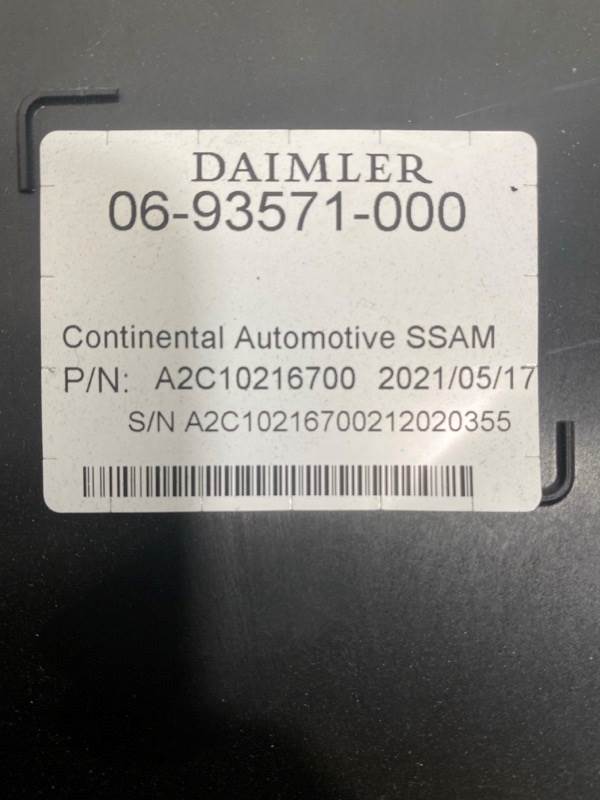 DAIMLER
06-93571-000
Continental Automotive SSAM
P/N: A2C10216700 2021/05/17
S/N A2C10216700212020355